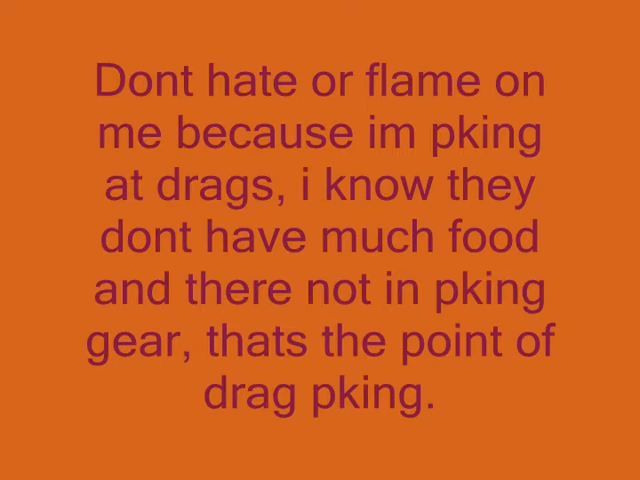 Dont hate or flame on
me because im pking
at drags, i know they
dont have much food
and there not in pking
gear, thats the point of
drag pking.